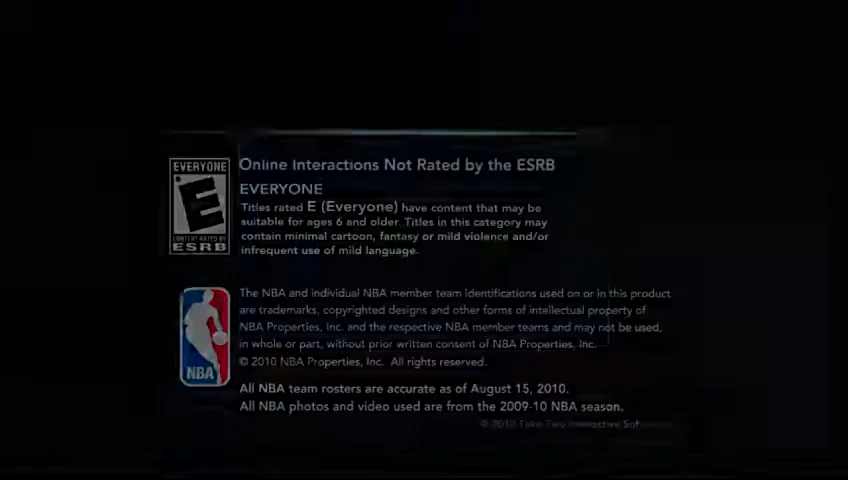 EVERYONE
E
CONTENT RATED BY
ESRB
Online Interactions Not Rated by the ESRB
EVERYONE
Titles rated E (Everyone) have content that may be
suitable for ages 6 and older. Titles in this category may
contain minimal cartoon, fantasy or mild violence and/or
infrequent use of mild language.
NBA
The NBA and individual NBA member team identifications used on or in this product
are trademarks, copyrighted designs and other forms of intellectual property of
NBA Properties, Inc. and the respective NBA member teams and may not be used,
in whole or part, without prior written consent of NBA Properties, Inc.
© 2010 NBA Properties, Inc. All rights reserved.
All NBA team rosters are accurate as of August 15, 2010.
All NBA photos and video used are from the 2009-10 NBA season.
© 2010 Take-Two Interactive